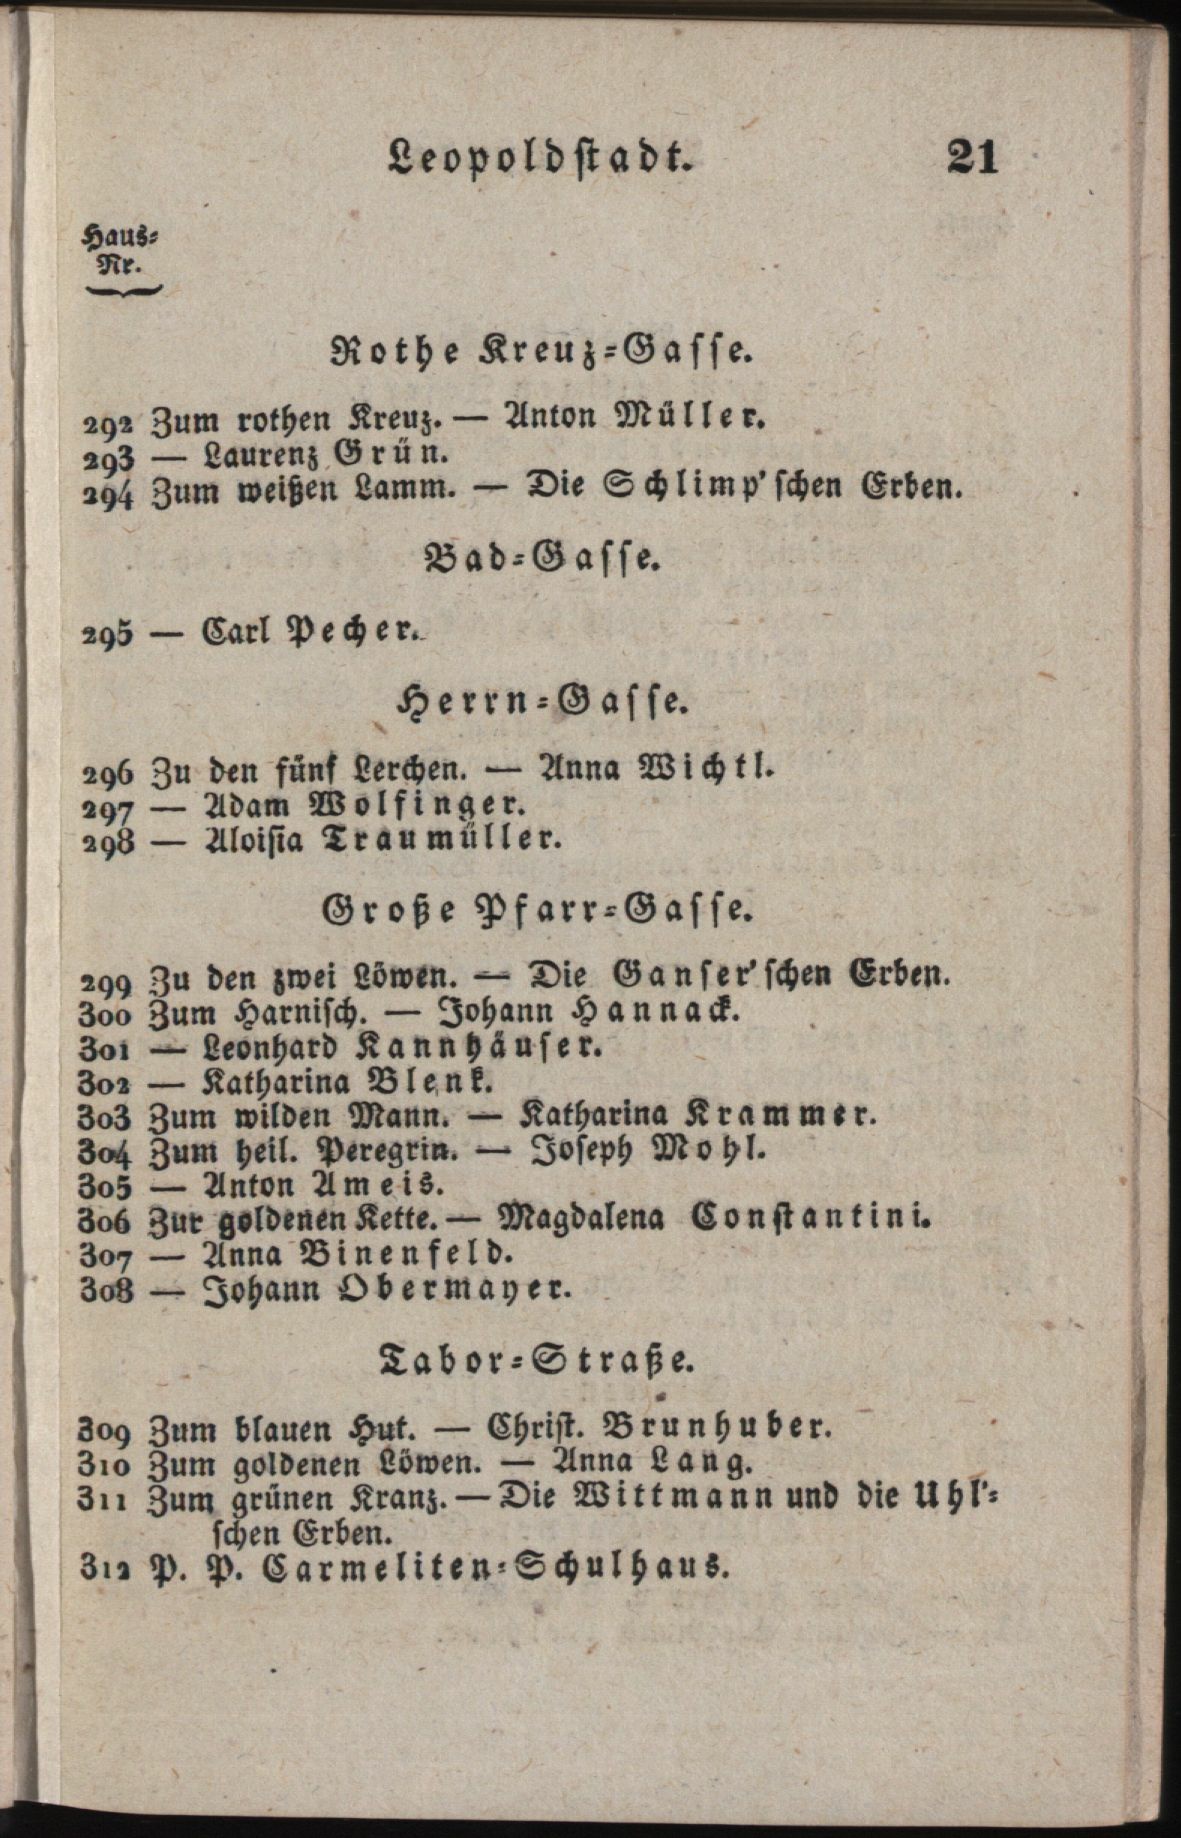 Leopoldstadt. 21
Haus-
Nr.
Rothe Kreuz-Gasse.
292 Zum rothen Kreuz. — Anton Müller.
293 — Laurenz Grün.
294 Zum weißen Lamm. — Die Schlimp'schen Erben.
Bad-Gasse.
295 — Carl Pecher.
Herrn-Gasse.
296 Zu den fünf Lerchen. — Anna Wichtl.
297 — Adam Wolfinger.
298 — Aloisia Traumüller.
Große Pfarr-Gasse.
299 Zu den zwei Löwen. — Die Ganser'schen Erben.
300 Zum Harnisch. — Johann Hannack.
301 — Leonhard Kannhäuser.
302 — Katharina Blenk.
303 Zum wilden Mann. — Katharina Krammer.
304 Zum heil. Peregrin. — Joseph Mohl.
305 — Anton Ameis.
306 Zur goldenen Kette. — Magdalena Constantini.
307 — Anna Binenfeld.
308 — Johann Obermayer.
Tabor-Straße.
309 Zum blauen Hut. — Christ. Brunhuber.
310 Zum goldenen Löwen. — Anna Lang.
311 Zum grünen Kranz. — Die Wittmann und die Uhl'-
schen Erben.
312 P. P. Carmeliten-Schulhaus.